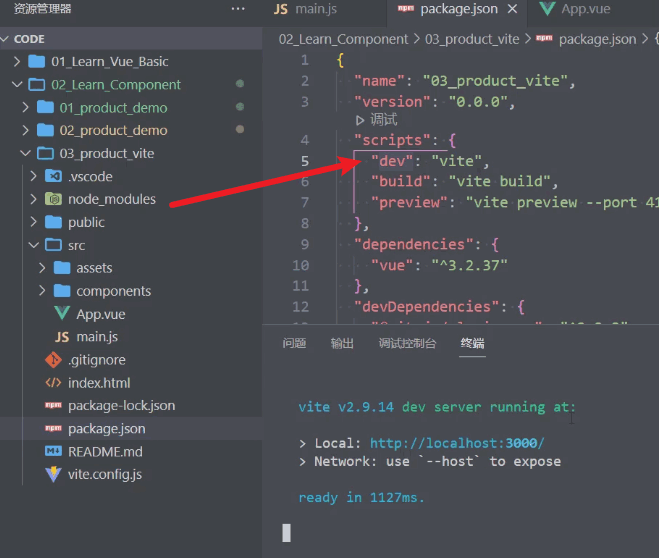 资源管理器 ···
CODE
01_Learn_Vue_Basic
02_Learn_Component
01_product_demo
02_product_demo
03_product_vite
.vscode
node_modules
public
src
assets
components
App.vue
JS main.js
.gitignore
<> index.html
npm package-lock.json
npm package.json
README.md
vite.config.js
JS main.js npm package.json × App.vue
02_Learn_Component > 03_product_vite > npm package.json > {
1 {
2 "name": "03_product_vite",
3 "version": "0.0.0",
调试
4 "scripts": {
5 "dev": "vite",
6 "build": "vite build",
7 "preview": "vite preview --port 41
8 },
9 "dependencies": {
10 "vue": "^3.2.37"
11 },
12 "devDependencies": {
问题 输出 调试控制台 终端
vite v2.9.14 dev server running at:
> Local: http://localhost:3000/
> Network: use `--host` to expose
ready in 1127ms.